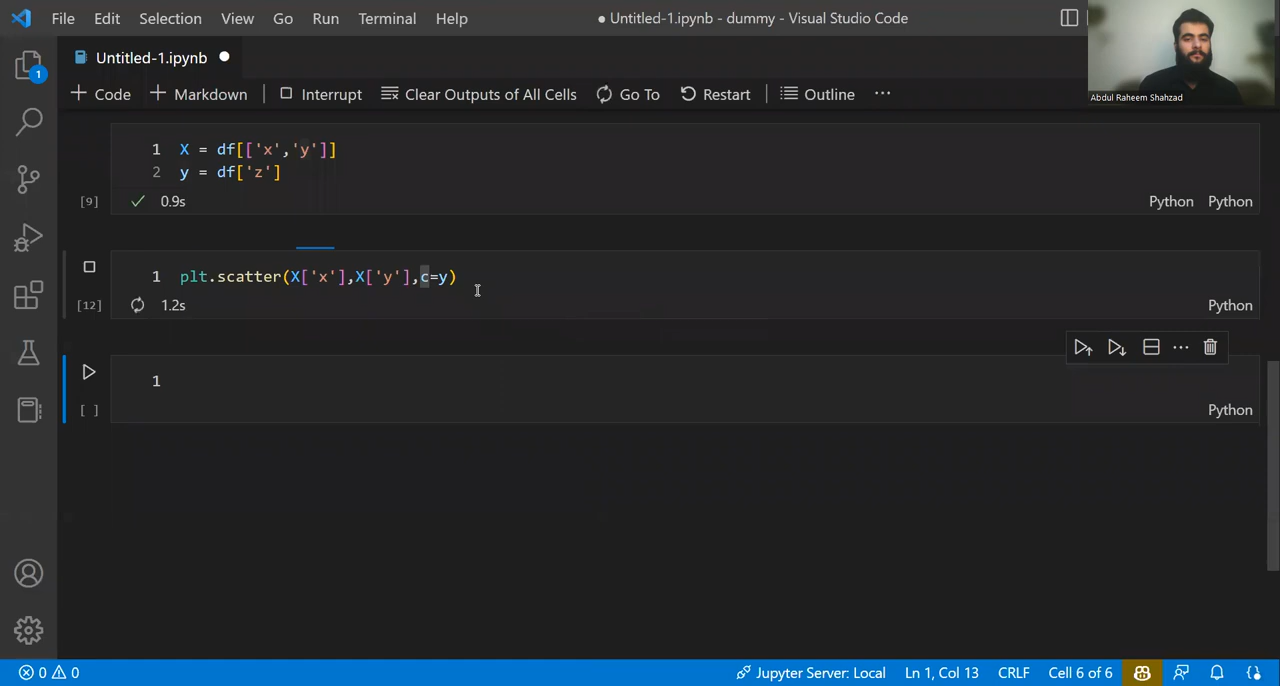 File Edit Selection View Go Run Terminal Help
● Untitled-1.ipynb - dummy - Visual Studio Code
Abdul Raheem Shahzad
1
Untitled-1.ipynb
+ Code + Markdown Interrupt Clear Outputs of All Cells Go To Restart Outline ...
1 X = df[['x','y']]
2 y = df['z']
[9] 0.9s Python Python
1 plt.scatter(X['x'],X['y'],c=y)
[12] 1.2s Python
1
[ ] Python
0 0 Jupyter Server: Local Ln 1, Col 13 CRLF Cell 6 of 6